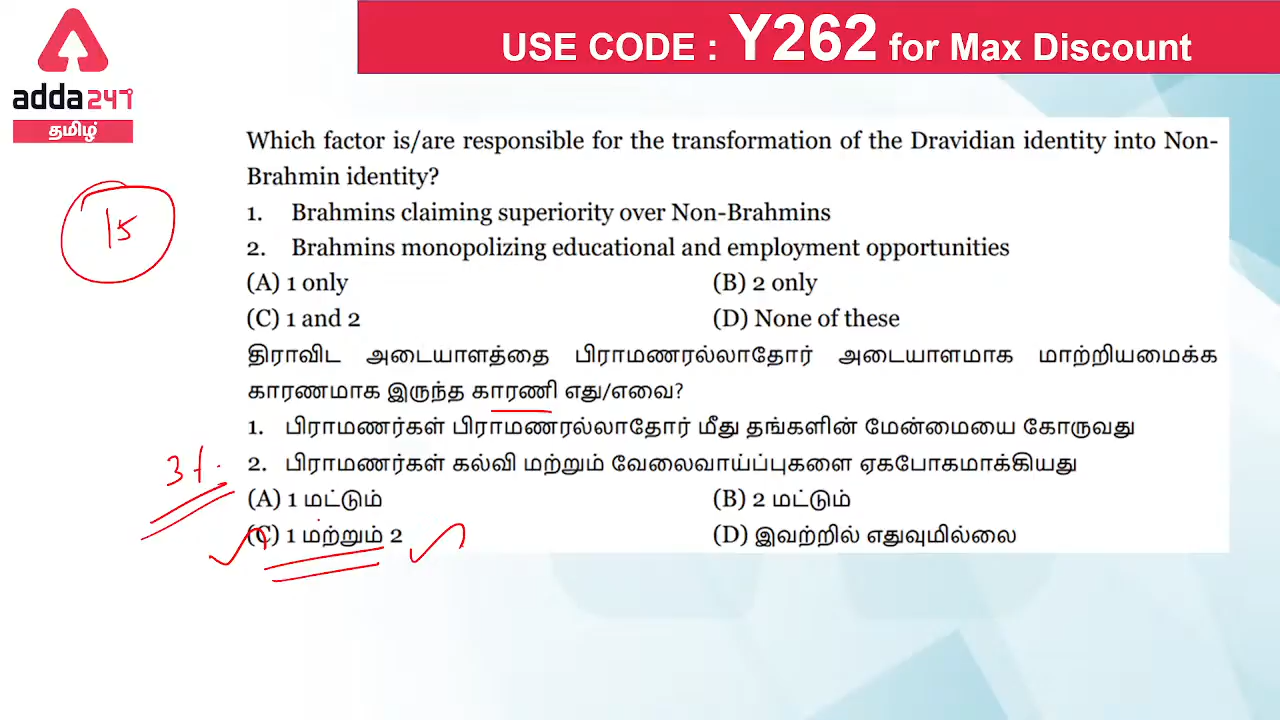 USE CODE : Y262 for Max Discount
adda247
தமிழ்
Which factor is/are responsible for the transformation of the Dravidian identity into Non-
Brahmin identity?
15
1. Brahmins claiming superiority over Non-Brahmins
2. Brahmins monopolizing educational and employment opportunities
(A) 1 only (B) 2 only
(C) 1 and 2 (D) None of these
திராவிட அடையாளத்தை பிராமணரல்லாதோர் அடையாளமாக மாற்றியமைக்க
காரணமாக இருந்த காரணி எது/எவை?
1. பிராமணர்கள் பிராமணரல்லாதோர் மீது தங்களின் மேன்மையை கோருவது
2. பிராமணர்கள் கல்வி மற்றும் வேலைவாய்ப்புகளை ஏகபோகமாக்கியது
(A) 1 மட்டும் (B) 2 மட்டும்
(C) 1 மற்றும் 2 (D) இவற்றில் எதுவுமில்லை